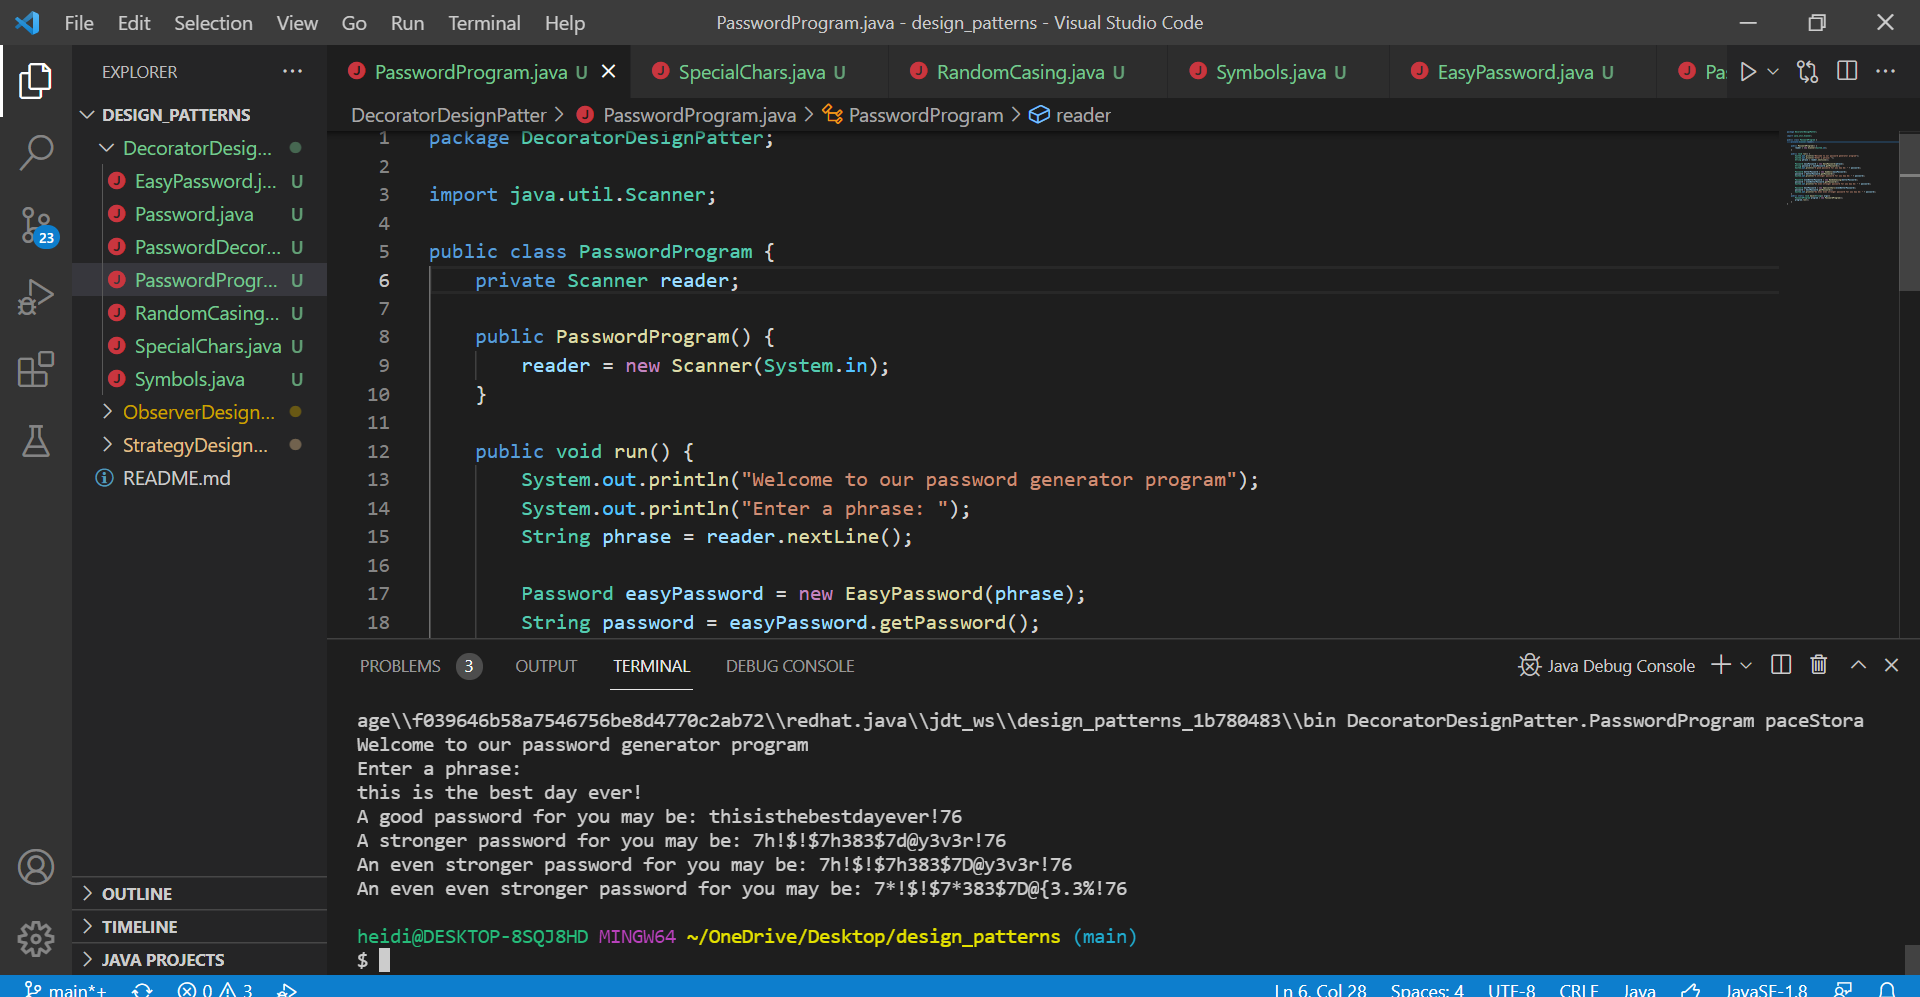 File Edit Selection View Go Run Terminal Help PasswordProgram.java - design_patterns - Visual Studio Code
EXPLORER ···
PasswordProgram.java U SpecialChars.java U RandomCasing.java U Symbols.java U EasyPassword.java U Pa
DecoratorDesignPatter > PasswordProgram.java > PasswordProgram > reader
DESIGN_PATTERNS
DecoratorDesig...
EasyPassword.j... U
Password.java U
PasswordDecor... U
PasswordProgr... U
RandomCasing... U
SpecialChars.java U
Symbols.java U
ObserverDesign...
StrategyDesign...
README.md
23
OUTLINE
TIMELINE
JAVA PROJECTS
1 package DecoratorDesignPatter;
2
3 import java.util.Scanner;
4
5 public class PasswordProgram {
6 private Scanner reader;
7
8 public PasswordProgram() {
9 reader = new Scanner(System.in);
10 }
11
12 public void run() {
13 System.out.println("Welcome to our password generator program");
14 System.out.println("Enter a phrase: ");
15 String phrase = reader.nextLine();
16
17 Password easyPassword = new EasyPassword(phrase);
18 String password = easyPassword.getPassword();
PROBLEMS 3 OUTPUT TERMINAL DEBUG CONSOLE Java Debug Console
age\\f039646b58a7546756be8d4770c2ab72\\redhat.java\\jdt_ws\\design_patterns_1b780483\\bin DecoratorDesignPatter.PasswordProgram paceStora
Welcome to our password generator program
Enter a phrase:
this is the best day ever!
A good password for you may be: thisisthebestdayever!76
A stronger password for you may be: 7h!$!$7h383$7d@y3v3r!76
An even stronger password for you may be: 7h!$!$7h383$7D@y3v3r!76
An even even stronger password for you may be: 7*!$!$7*383$7D@{3.3%!76
heidi@DESKTOP-8SQJ8HD MINGW64 ~/OneDrive/Desktop/design_patterns (main)
$
main*+ 0 3 Ln 6, Col 28 Spaces: 4 UTF-8 CRLF Java JavaSE-1.8